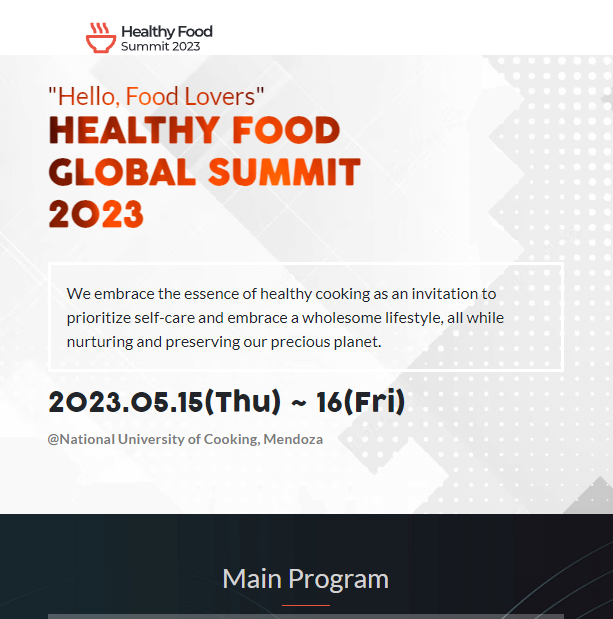 Healthy Food
Summit 2023
"Hello, Food Lovers"
HEALTHY FOOD
GLOBAL SUMMIT
2023
We embrace the essence of healthy cooking as an invitation to
prioritize self-care and embrace a wholesome lifestyle, all while
nurturing and preserving our precious planet.
2023.05.15(Thu) ~ 16(Fri)
@National University of Cooking, Mendoza
Main Program